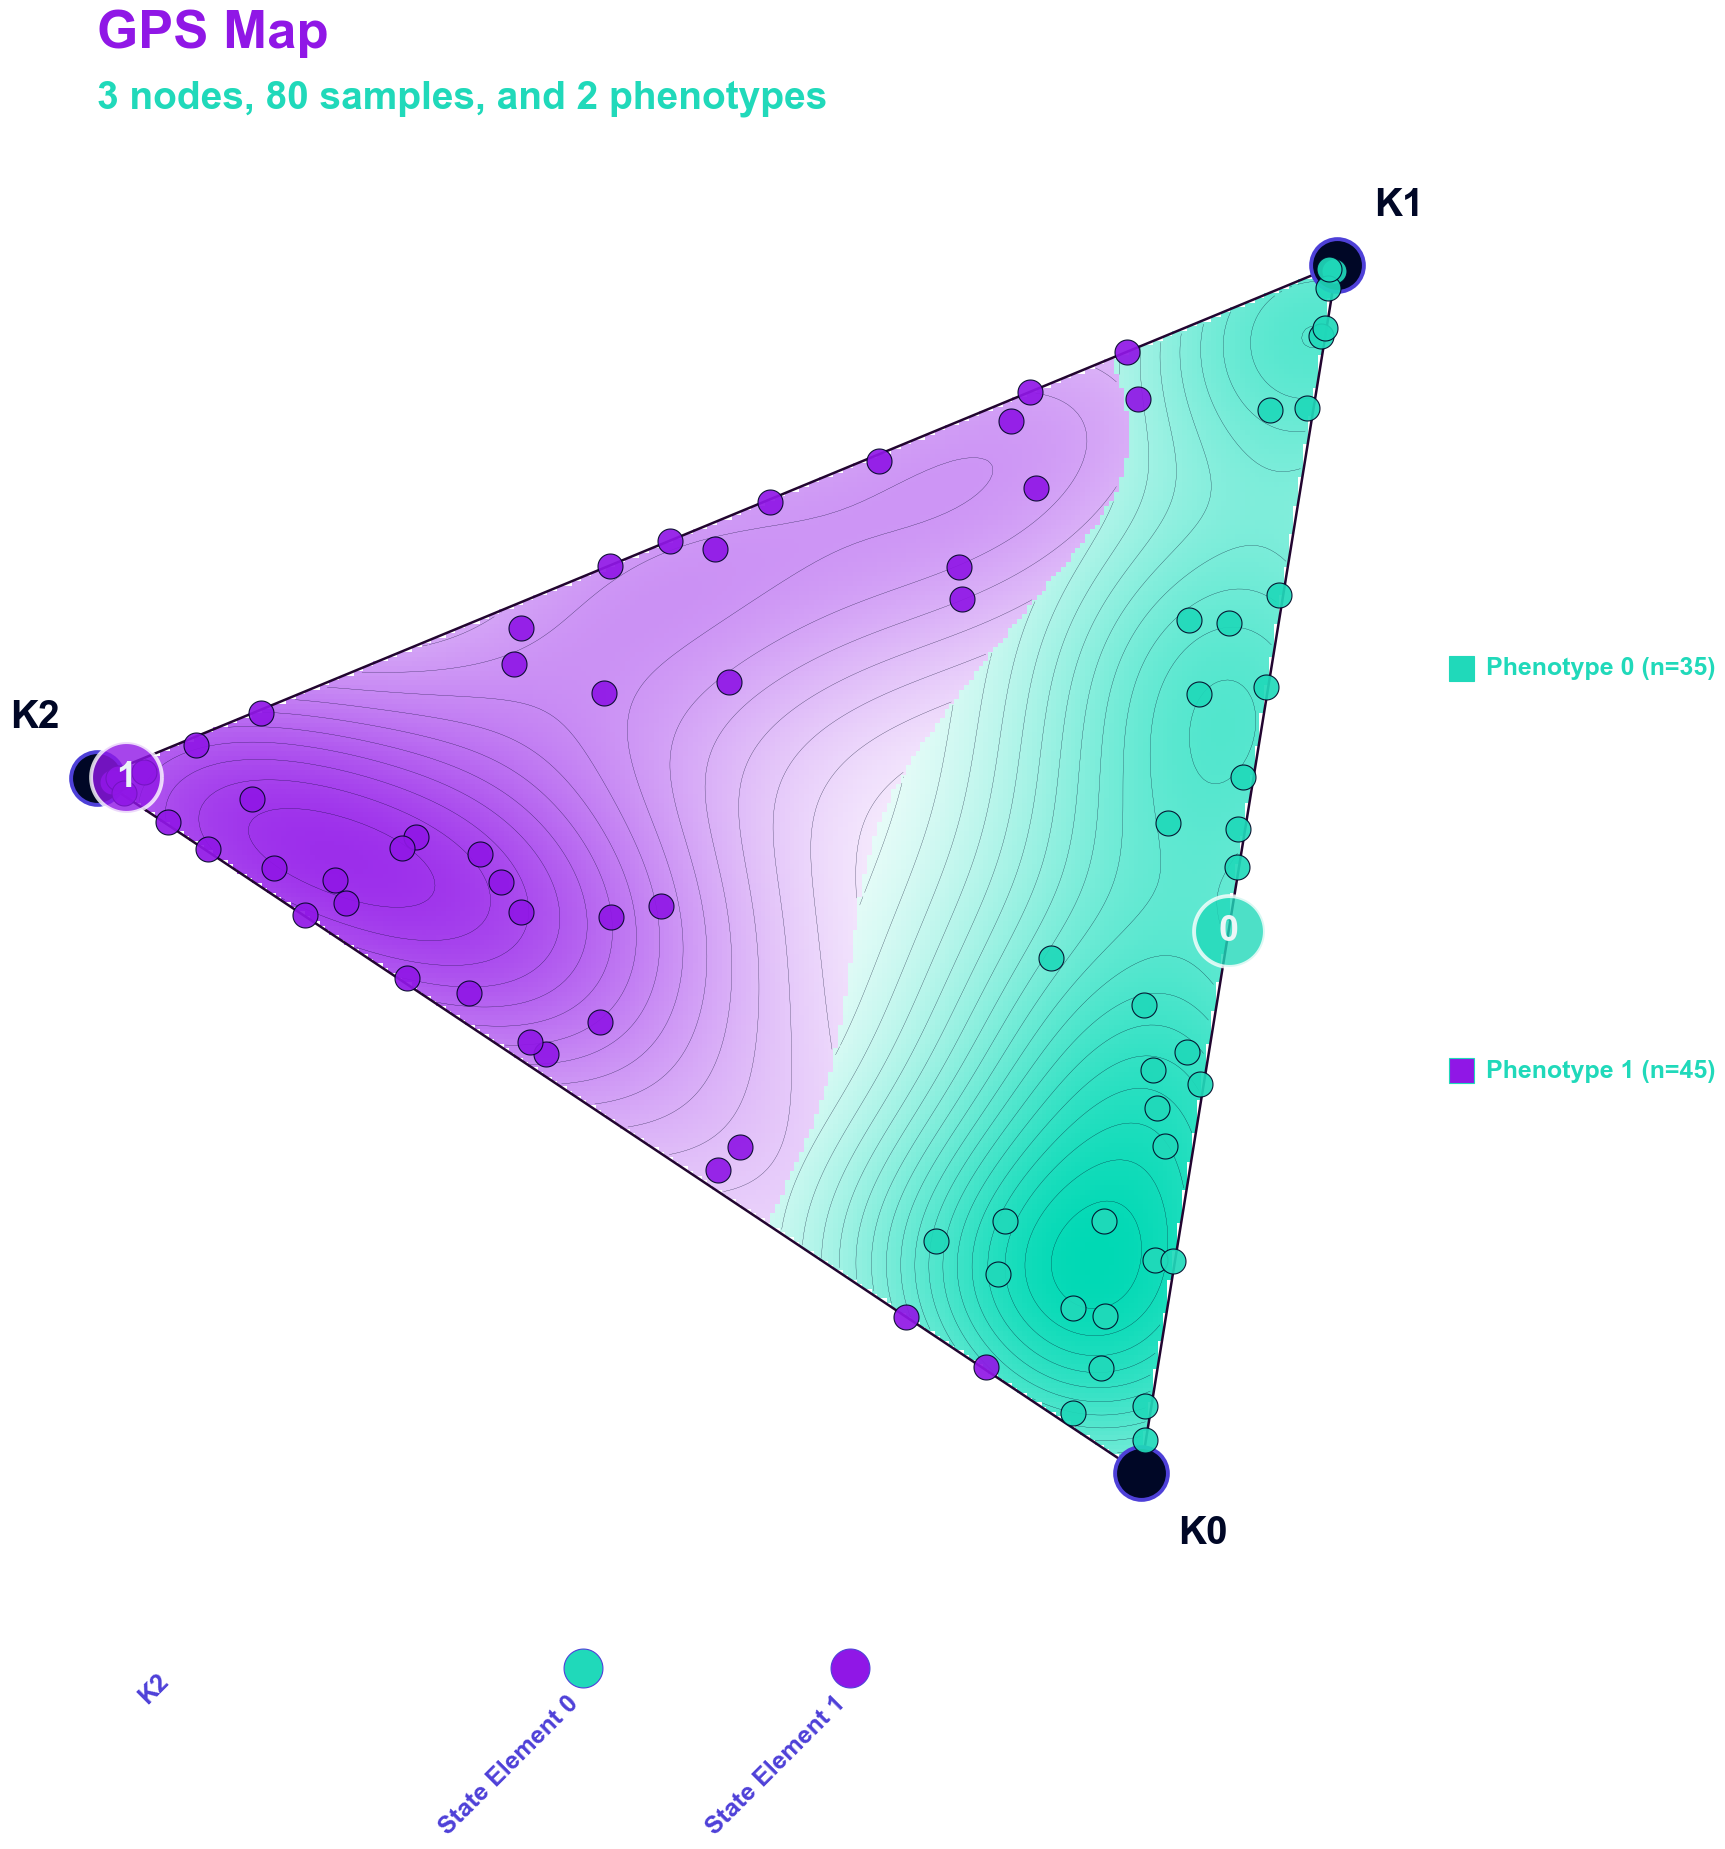 GPS Map
3 nodes, 80 samples, and 2 phenotypes
K1
Phenotype 0 (n=35)
K2
1
0
Phenotype 1 (n=45)
K0
K2
State Element 0
State Element 1